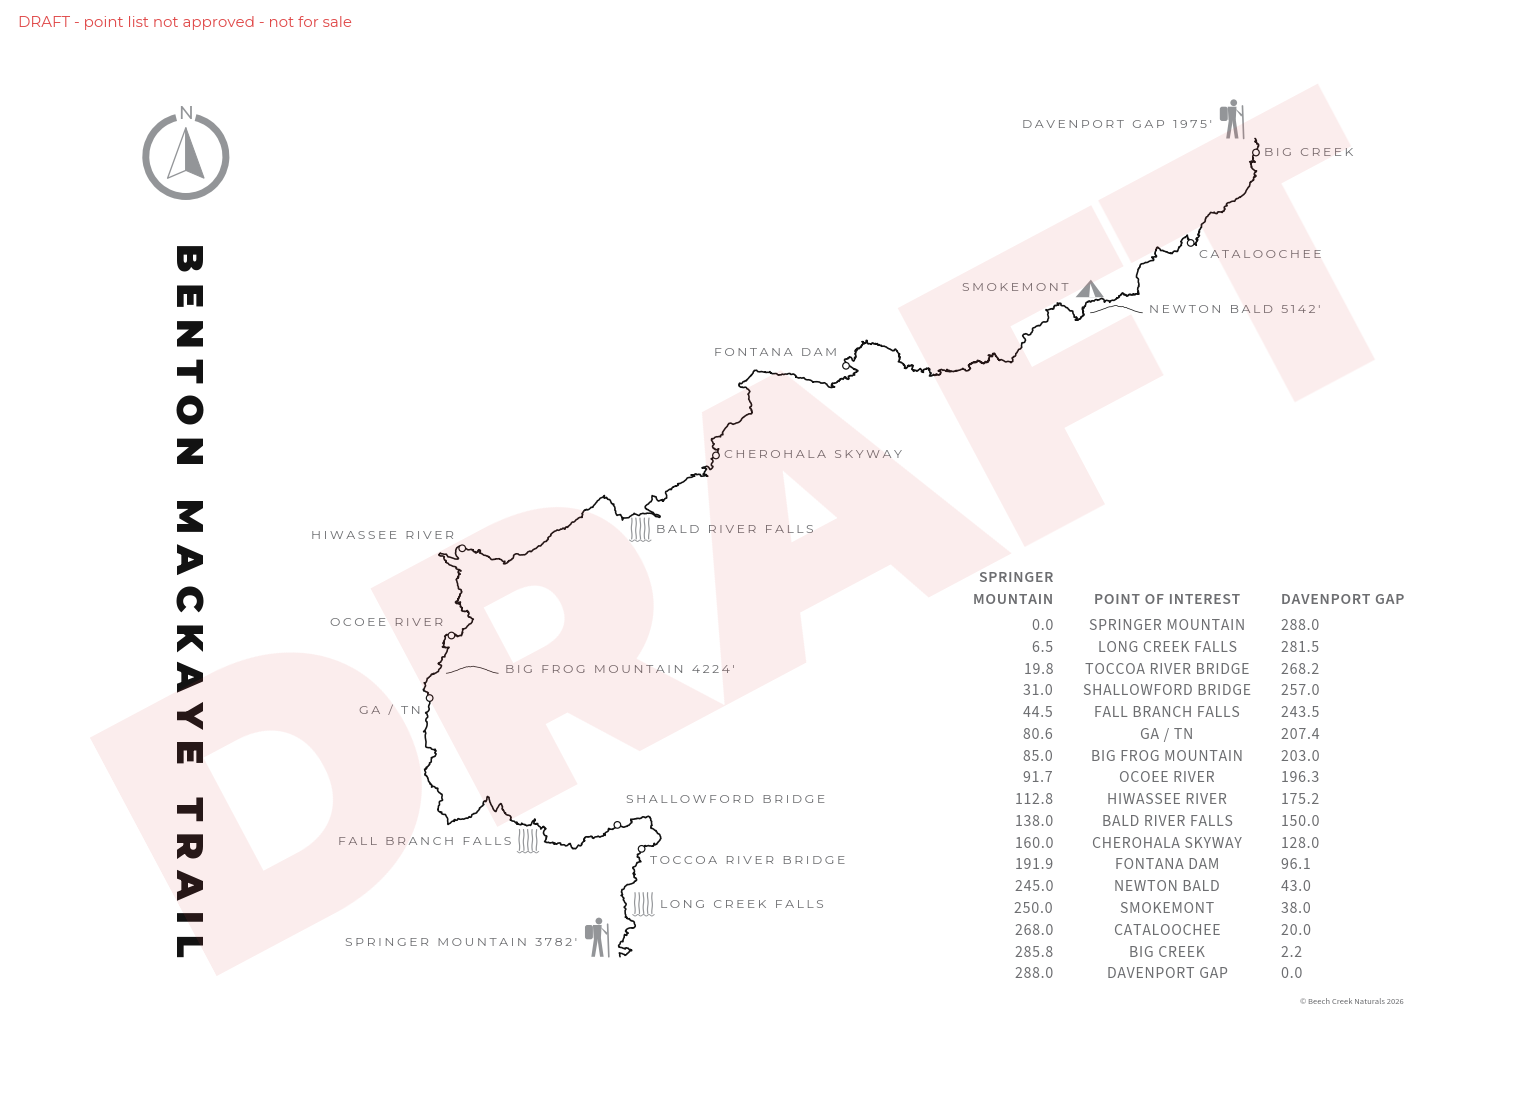 DRAFT - point list not approved - not for sale
N
DAVENPORT GAP 1975'
BIG CREEK
CATALOOCHEE
SMOKEMONT
NEWTON BALD 5142'
FONTANA DAM
CHEROHALA SKYWAY
BALD RIVER FALLS
HIWASSEE RIVER
OCOEE RIVER
BIG FROG MOUNTAIN 4224'
GA / TN
SHALLOWFORD BRIDGE
FALL BRANCH FALLS
TOCCOA RIVER BRIDGE
LONG CREEK FALLS
SPRINGER MOUNTAIN 3782'
BENTON MACKAYE TRAIL
DRAFT
SPRINGER
MOUNTAIN POINT OF INTEREST DAVENPORT GAP
0.0 SPRINGER MOUNTAIN 288.0
6.5 LONG CREEK FALLS 281.5
19.8 TOCCOA RIVER BRIDGE 268.2
31.0 SHALLOWFORD BRIDGE 257.0
44.5 FALL BRANCH FALLS 243.5
80.6 GA / TN 207.4
85.0 BIG FROG MOUNTAIN 203.0
91.7 OCOEE RIVER 196.3
112.8 HIWASSEE RIVER 175.2
138.0 BALD RIVER FALLS 150.0
160.0 CHEROHALA SKYWAY 128.0
191.9 FONTANA DAM 96.1
245.0 NEWTON BALD 43.0
250.0 SMOKEMONT 38.0
268.0 CATALOOCHEE 20.0
285.8 BIG CREEK 2.2
288.0 DAVENPORT GAP 0.0
© Beech Creek Naturals 2026